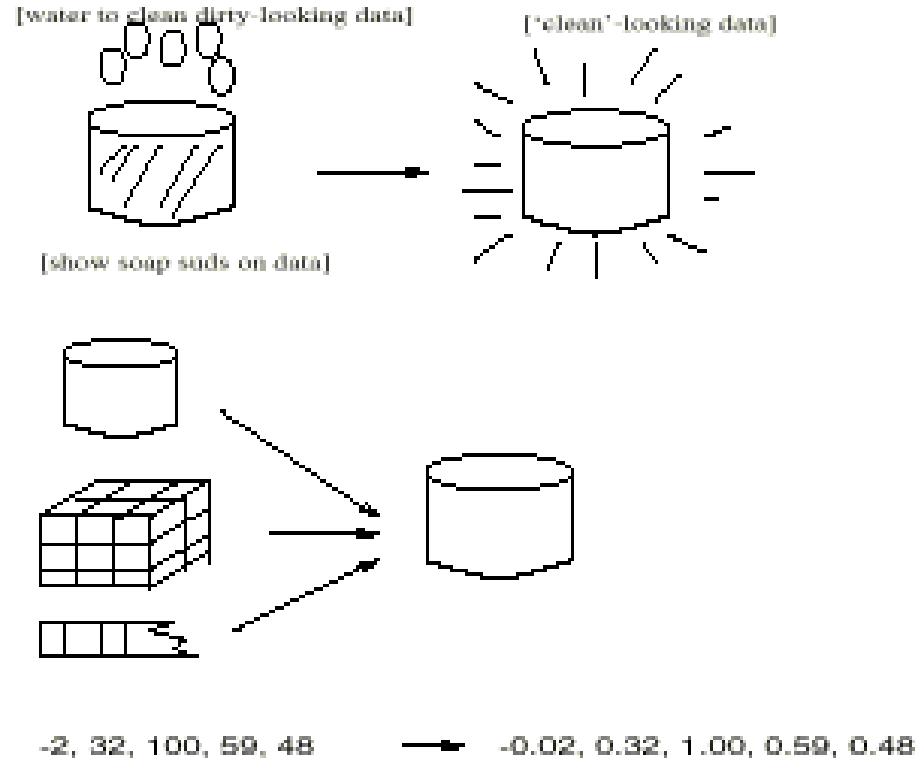 [water to clean dirty-looking data]
['clean'-looking data]
[show soap suds on data]
-2, 32, 100, 59, 48
-0.02, 0.32, 1.00, 0.59, 0.48